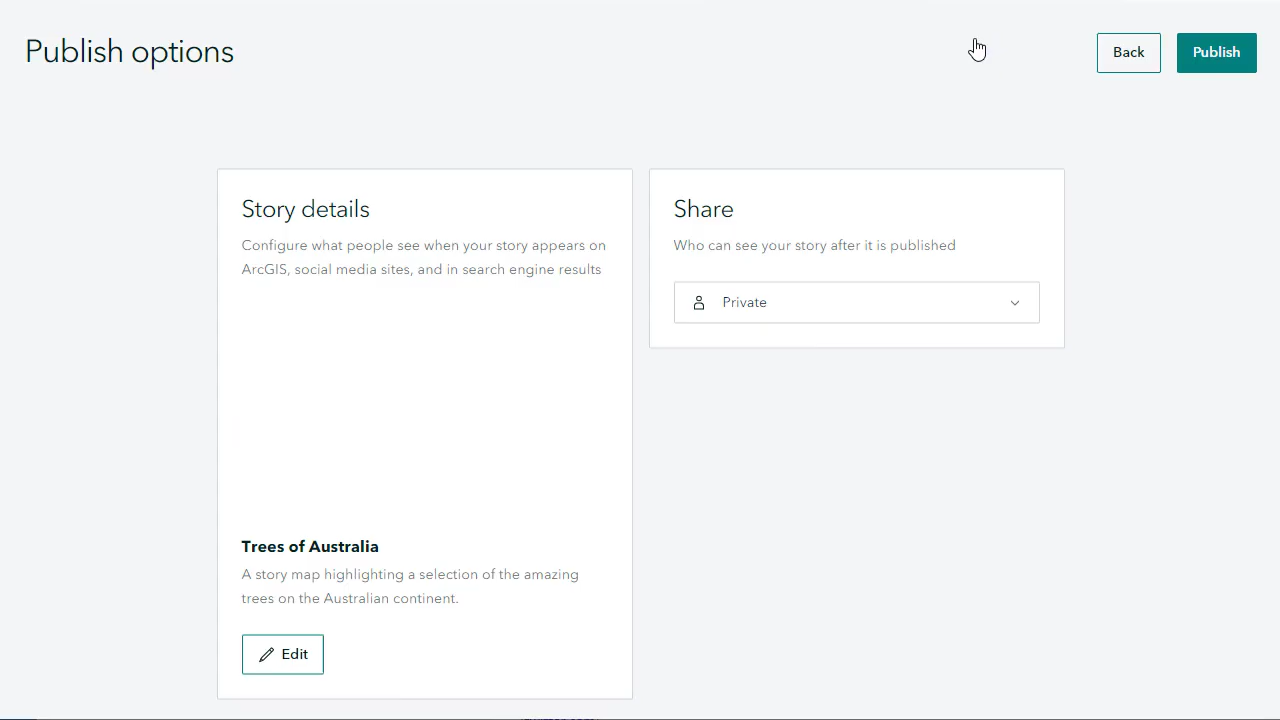 Publish options
Back
Publish
Story details
Configure what people see when your story appears on
ArcGIS, social media sites, and in search engine results
Trees of Australia
A story map highlighting a selection of the amazing
trees on the Australian continent.
Edit
Share
Who can see your story after it is published
Private